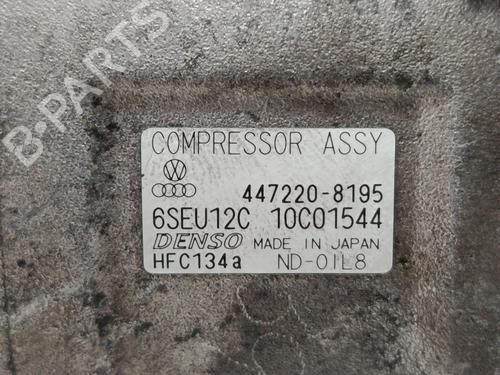 B-PARTS
COMPRESSOR ASSY
447220-8195
6SEU12C 10C01544
DENSO MADE IN JAPAN
HFC134a ND-OIL8